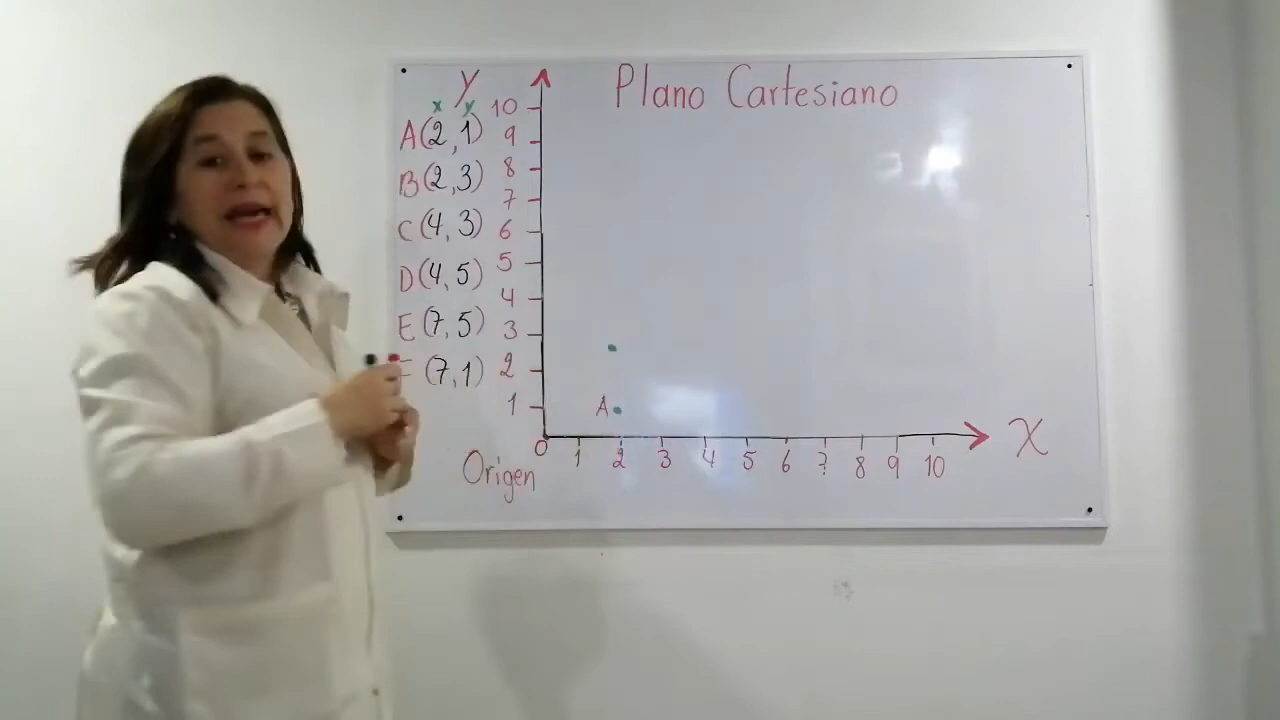 Plano Cartesiano
y
x y
A(2,1)
B(2,3)
C(4,3)
D(4,5)
E(7,5)
F(7,1)
10
9
8
7
6
5
4
3
2
1
A
0 1 2 3 4 5 6 7 8 9 10
X
Origen